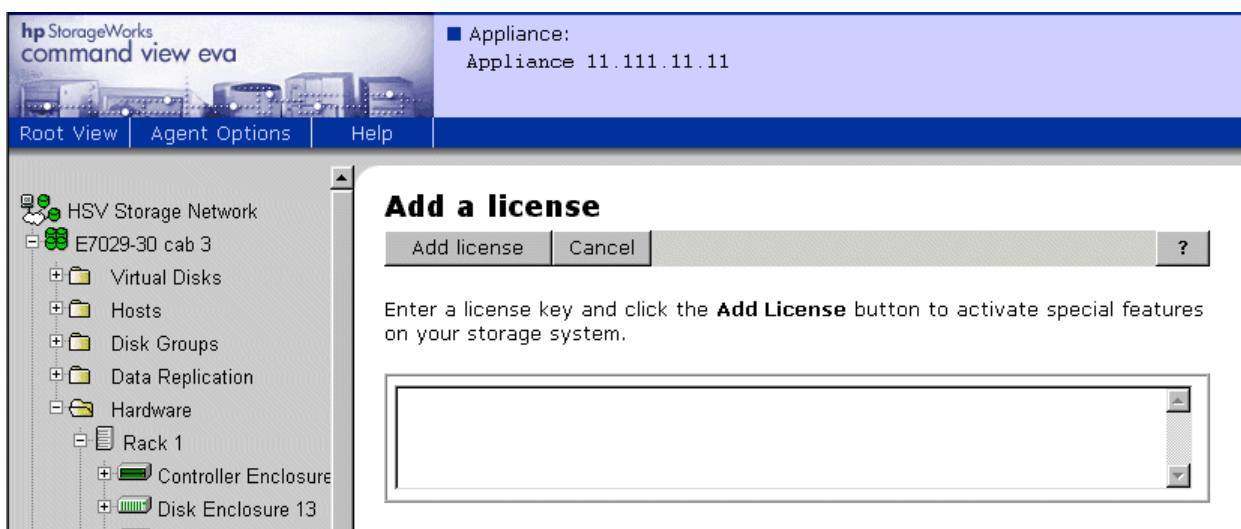 hp StorageWorks
command view eva
Appliance:
Appliance 11.111.11.11
Root View
Agent Options
Help
HSV Storage Network
E7029-30 cab 3
Virtual Disks
Hosts
Disk Groups
Data Replication
Hardware
Rack 1
Controller Enclosure
Disk Enclosure 13
Add a license
Add license
Cancel
?
Enter a license key and click the Add License button to activate special features
on your storage system.